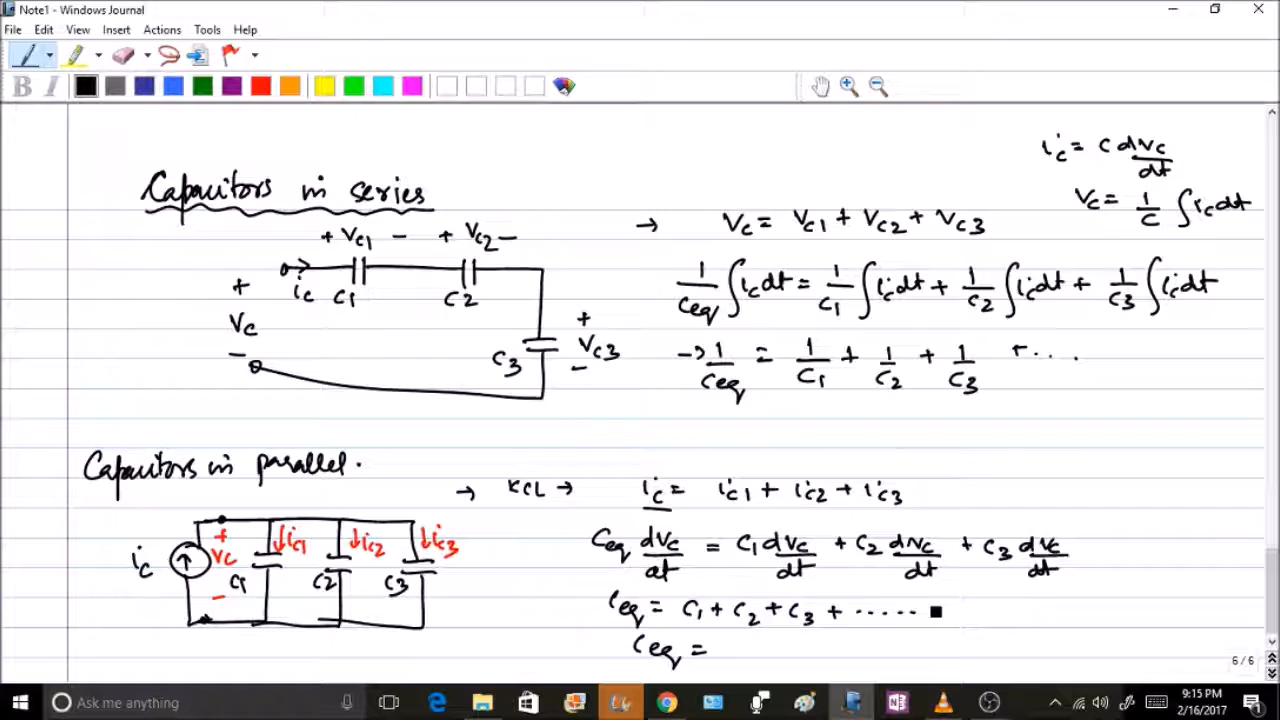 Note1 - Windows Journal
File Edit View Insert Actions Tools Help
B I
ic = C dvc/dt
Vc = 1/C ∫ ic dt
Capacitors in series
+ Vc1 − + Vc2 −
ic C1 C2
+ Vc −
C3 + Vc3 −
→ Vc = Vc1 + Vc2 + Vc3
1/Ceq ∫ ic dt = 1/C1 ∫ ic dt + 1/C2 ∫ ic dt + 1/C3 ∫ ic dt
→ 1/Ceq = 1/C1 + 1/C2 + 1/C3 + ....
Capacitors in parallel.
→ KCL → ic = ic1 + ic2 + ic3
ic + Vc − ↓ic1 ↓ic2 ↓ic3
C1 C2 C3
Ceq dvc/dt = C1 dvc/dt + C2 dvc/dt + C3 dvc/dt
Ceq = C1 + C2 + C3 + ......
Ceq =
6 / 6
Ask me anything
9:15 PM
2/16/2017